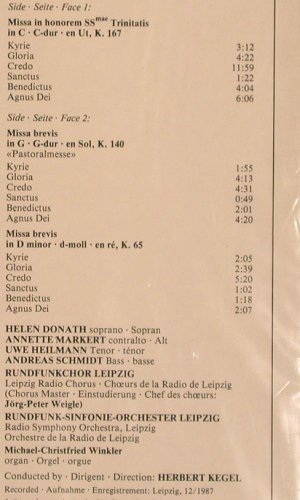 Side · Seite · Face 1:
Missa in honorem SSmae Trinitatis
in C · C-dur · en Ut, K. 167
Kyrie 3:12
Gloria 4:22
Credo 11:59
Sanctus 1:22
Benedictus 4:04
Agnus Dei 6:06
Side · Seite · Face 2:
Missa brevis
in G · G-dur · en Sol, K. 140
«Pastoralmesse»
Kyrie 1:55
Gloria 4:13
Credo 4:31
Sanctus 0:49
Benedictus 2:01
Agnus Dei 4:20
Missa brevis
in D minor · d-moll · en ré, K. 65
Kyrie 2:05
Gloria 2:39
Credo 5:20
Sanctus 1:02
Benedictus 1:18
Agnus Dei 2:07
HELEN DONATH soprano · Sopran
ANNETTE MARKERT contralto · Alt
UWE HEILMANN Tenor · ténor
ANDREAS SCHMIDT Bass · basse
RUNDFUNKCHOR LEIPZIG
Leipzig Radio Chorus · Chœurs de la Radio de Leipzig
(Chorus Master · Einstudierung · Chef des chœurs:
Jörg-Peter Weigle)
RUNDFUNK-SINFONIE-ORCHESTER LEIPZIG
Radio Symphony Orchestra, Leipzig
Orchestre de la Radio de Leipzig
Michael-Christfried Winkler
organ · Orgel · orgue
Conducted by · Dirigent · Direction: HERBERT KEGEL
Recorded · Aufnahme · Enregistrement: Leipzig, 12/1987